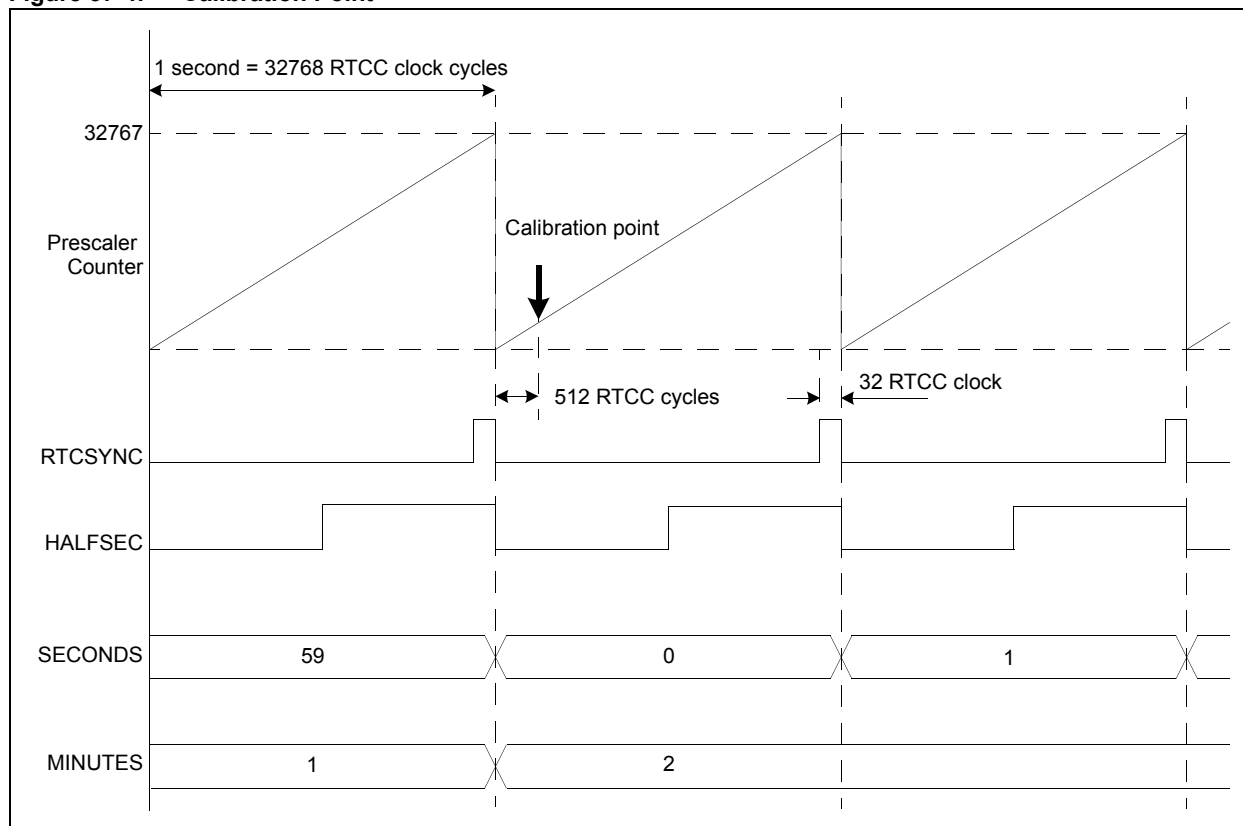 1 second = 32768 RTCC clock cycles
32767
Calibration point
Prescaler
Counter
512 RTCC cycles
32 RTCC clock
RTCSYNC
HALFSEC
SECONDS
59
0
1
MINUTES
1
2